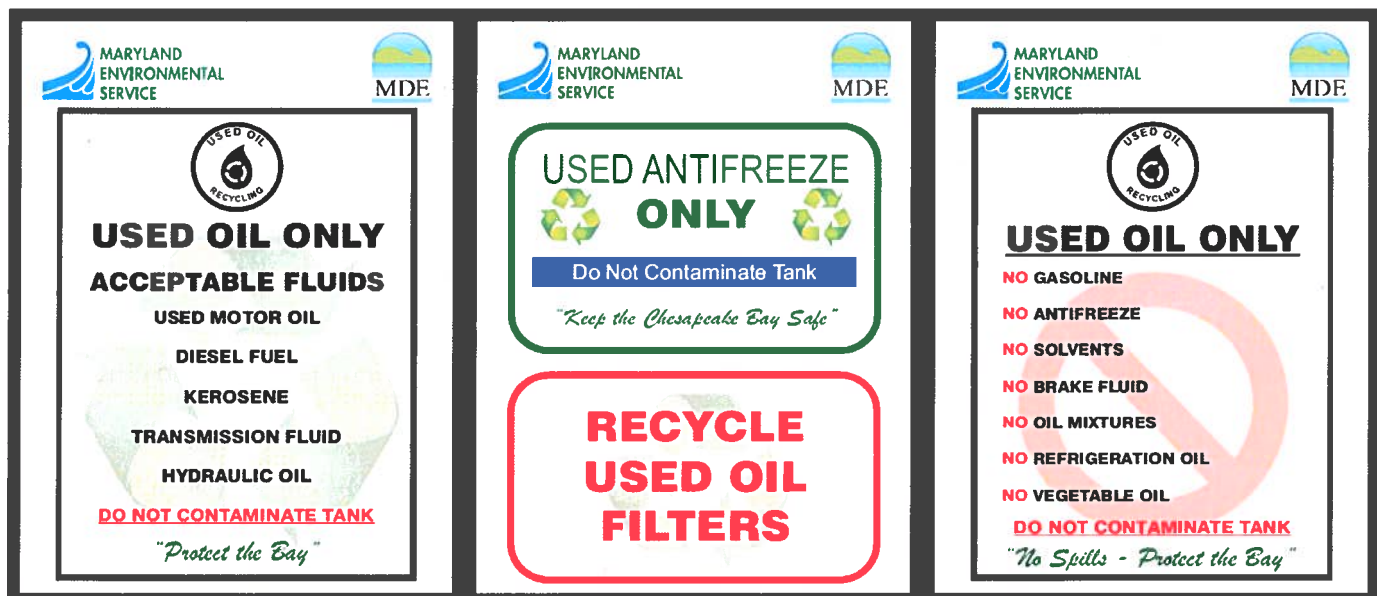 MARYLAND
ENVIRONMENTAL
SERVICE
MDE
USED OIL
RECYCLING
USED OIL ONLY
ACCEPTABLE FLUIDS
USED MOTOR OIL
DIESEL FUEL
KEROSENE
TRANSMISSION FLUID
HYDRAULIC OIL
DO NOT CONTAMINATE TANK
"Protect the Bay"
MARYLAND
ENVIRONMENTAL
SERVICE
MDE
USED ANTIFREEZE
ONLY
Do Not Contaminate Tank
"Keep the Chesapeake Bay Safe"
RECYCLE
USED OIL
FILTERS
MARYLAND
ENVIRONMENTAL
SERVICE
MDE
USED OIL
RECYCLING
USED OIL ONLY
NO GASOLINE
NO ANTIFREEZE
NO SOLVENTS
NO BRAKE FLUID
NO OIL MIXTURES
NO REFRIGERATION OIL
NO VEGETABLE OIL
DO NOT CONTAMINATE TANK
"No Spills - Protect the Bay"